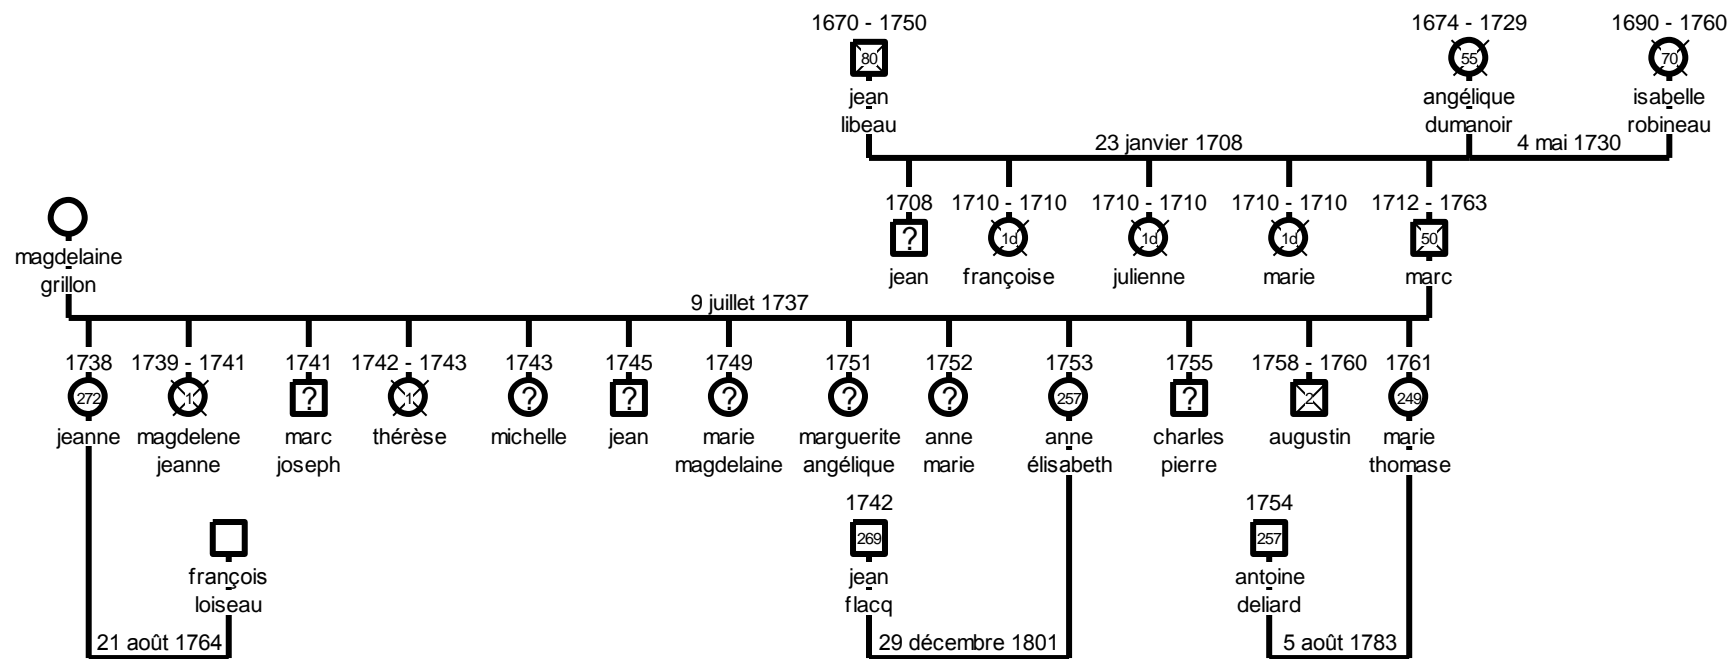 1670 - 1750
1674 - 1729
1690 - 1760
80
55
70
jean
libeau
angélique
dumanoir
isabelle
robineau
23 janvier 1708
4 mai 1730
1708
1710 - 1710
1710 - 1710
1710 - 1710
1712 - 1763
?
1d
1d
1d
50
jean
françoise
julienne
marie
marc
magdelaine
grillon
9 juillet 1737
1738
1739 - 1741
1741
1742 - 1743
1743
1745
1749
1751
1752
1753
1755
1758 - 1760
1761
272
1
?
1
?
?
?
?
?
257
?
2
249
jeanne
magdelene
jeanne
marc
joseph
thérèse
michelle
jean
marie
magdelaine
marguerite
angélique
anne
marie
anne
élisabeth
charles
pierre
augustin
marie
thomase
françois
loiseau
1742
269
jean
flacq
1754
257
antoine
deliard
21 août 1764
29 décembre 1801
5 août 1783